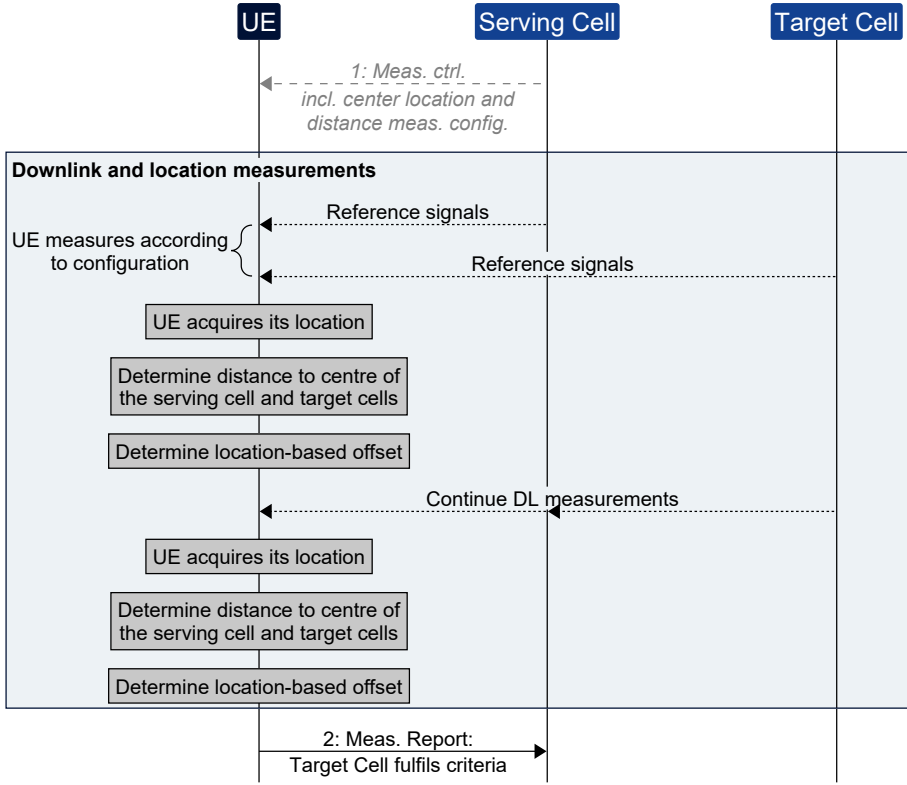 UE
Serving Cell
Target Cell
1: Meas. ctrl.
incl. center location and
distance meas. config.
Downlink and location measurements
Reference signals
UE measures according
to configuration
Reference signals
UE acquires its location
Determine distance to centre of
the serving cell and target cells
Determine location-based offset
Continue DL measurements
UE acquires its location
Determine distance to centre of
the serving cell and target cells
Determine location-based offset
2: Meas. Report:
Target Cell fulfils criteria